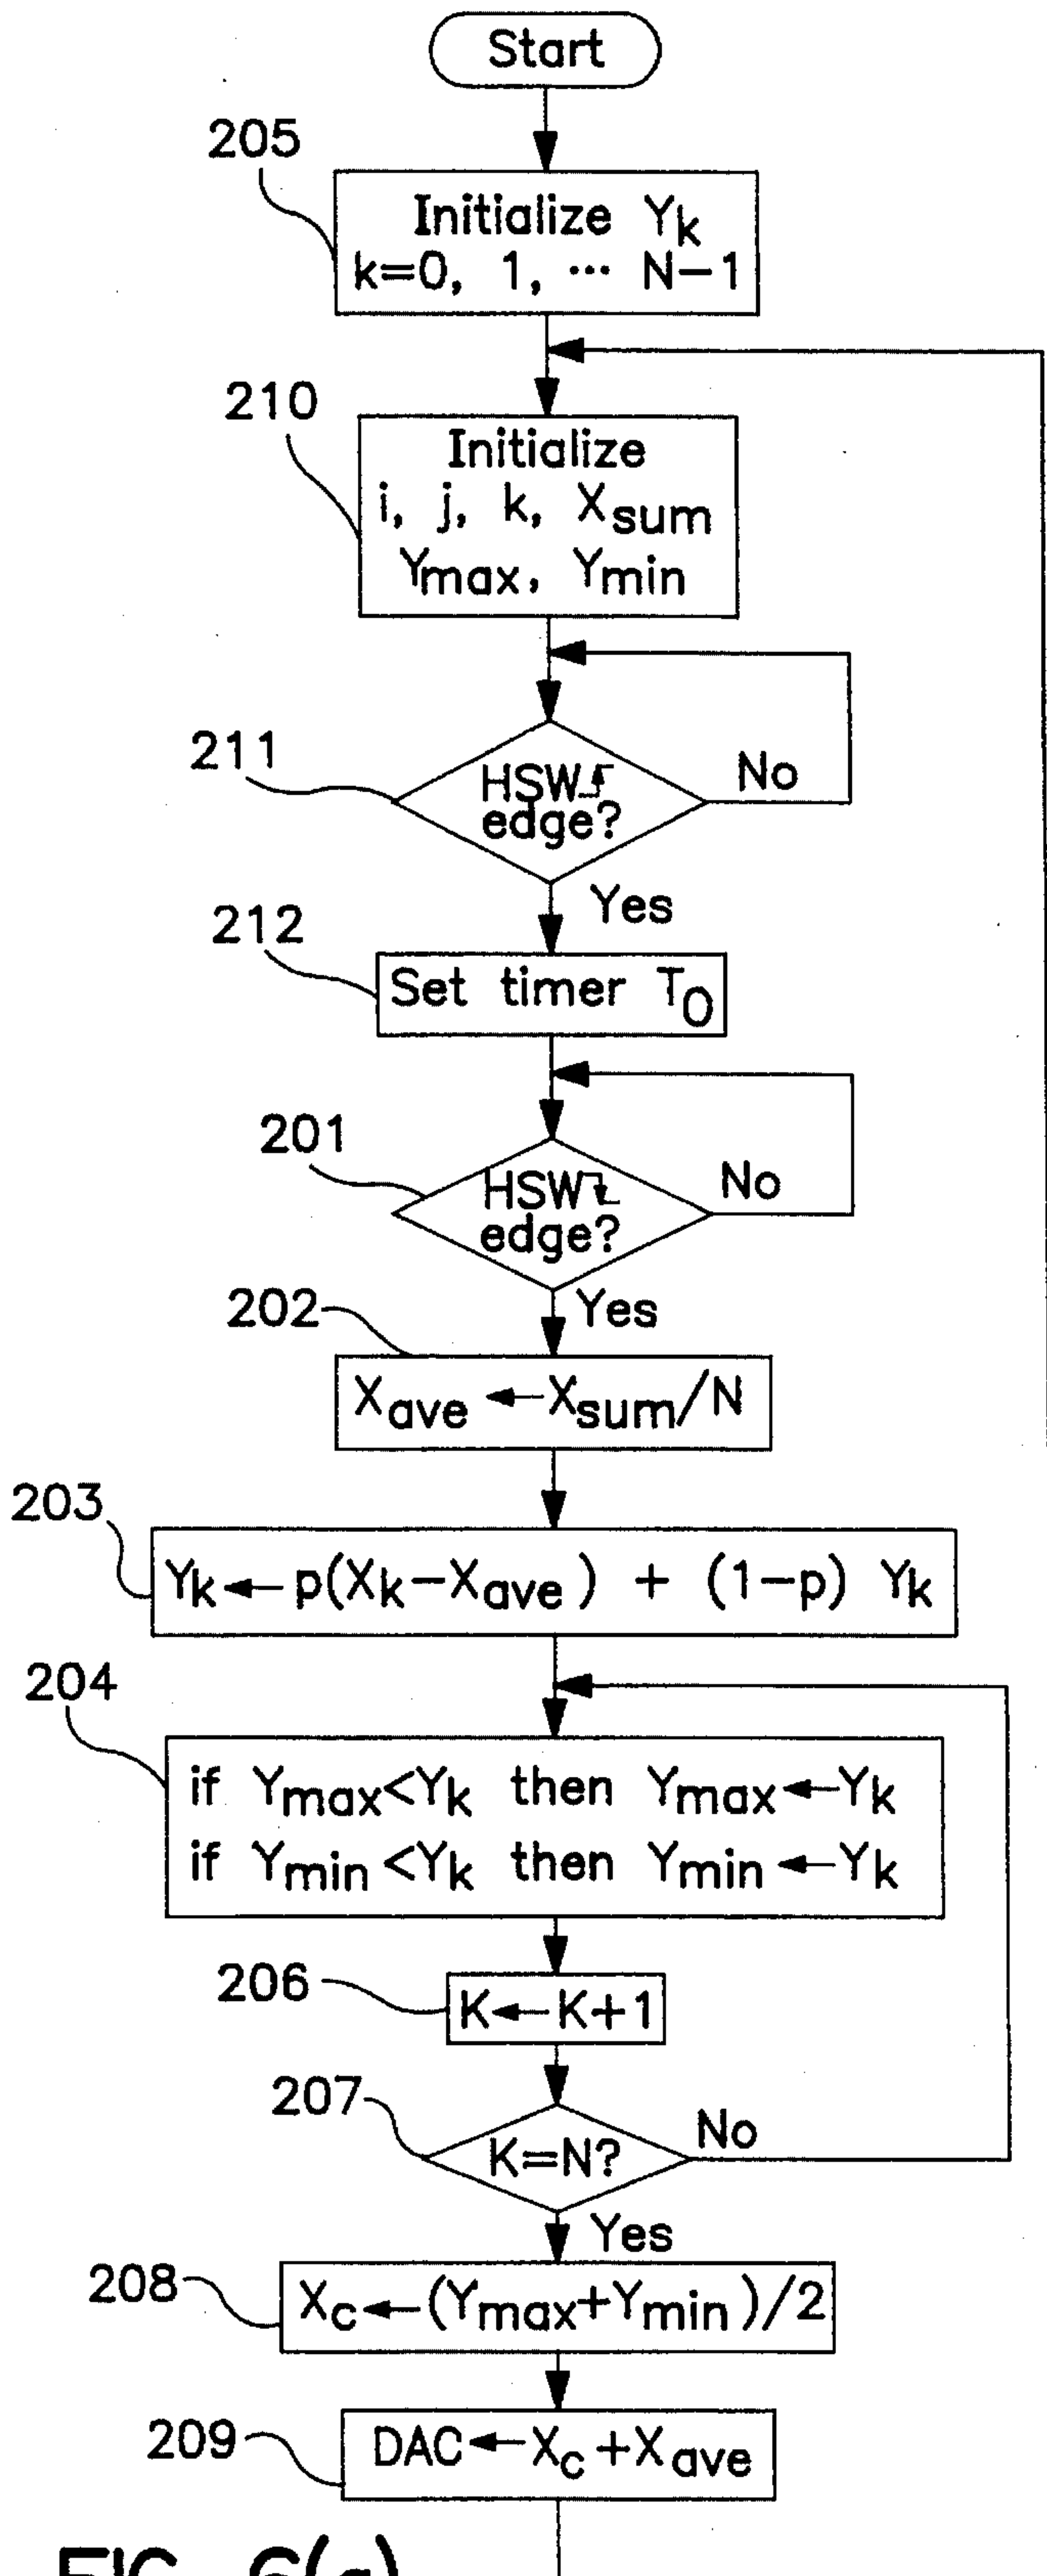 Start
205
Initialize Yk
k=0, 1, ... N-1
210
Initialize
i, j, k, Xsum
Ymax, Ymin
211
HSW
edge?
No
Yes
212
Set timer T0
201
HSW
edge?
No
Yes
202
Xave ← Xsum/N
203
Yk ← p(Xk-Xave) + (1-p) Yk
204
if Ymax<Yk then Ymax ← Yk
if Ymin<Yk then Ymin ← Yk
206
K ← K+1
207
K=N?
No
Yes
208
Xc ← (Ymax+Ymin)/2
209
DAC ← Xc+Xave
FIG. 6(a)